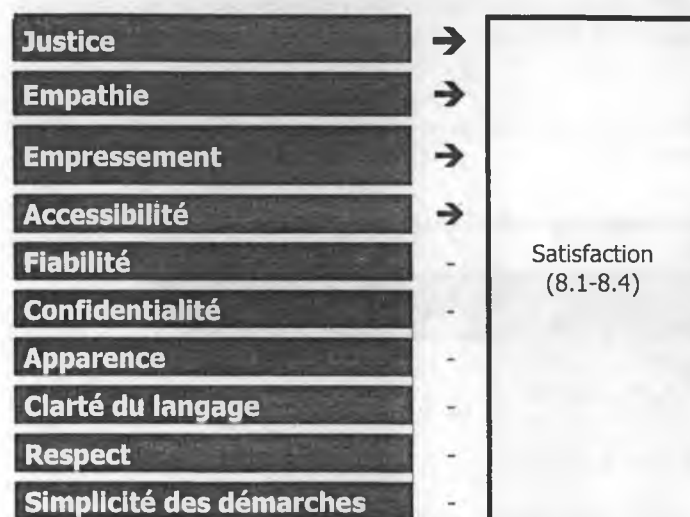 Justice →
Empathie →
Empressement →
Accessibilité →
Fiabilité -
Satisfaction
(8.1-8.4)
Confidentialité -
Apparence -
Clarté du langage -
Respect -
Simplicité des démarches -